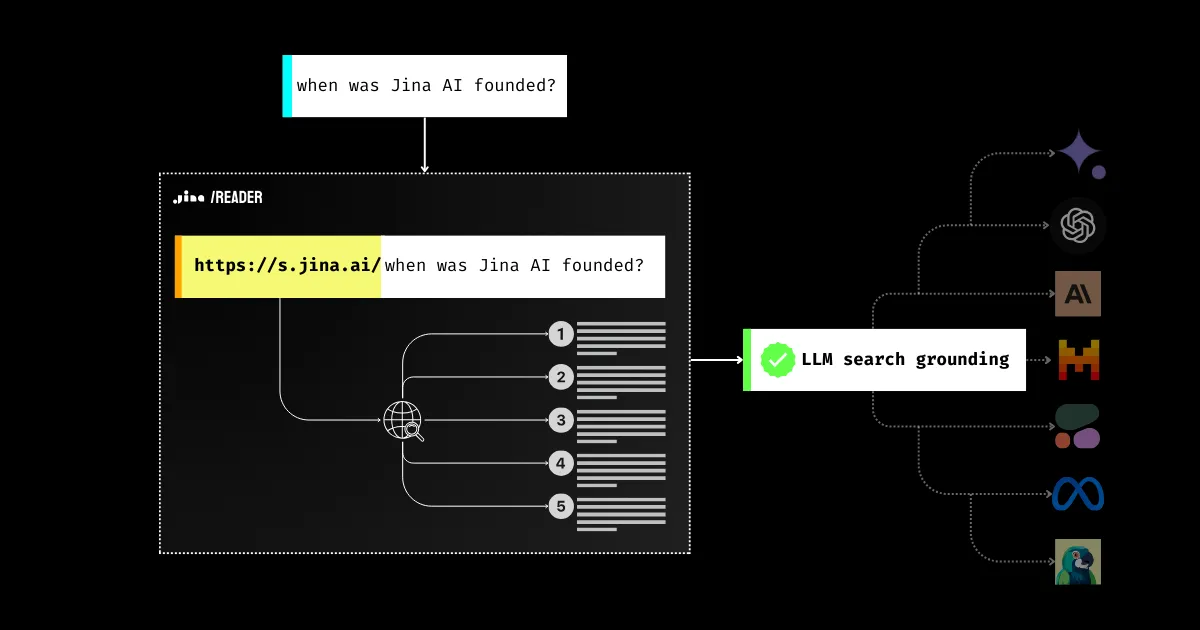 when was Jina AI founded?
Jina /READER
https://s.jina.ai/when was Jina AI founded?
1
2
3
4
5
LLM search grounding
AI